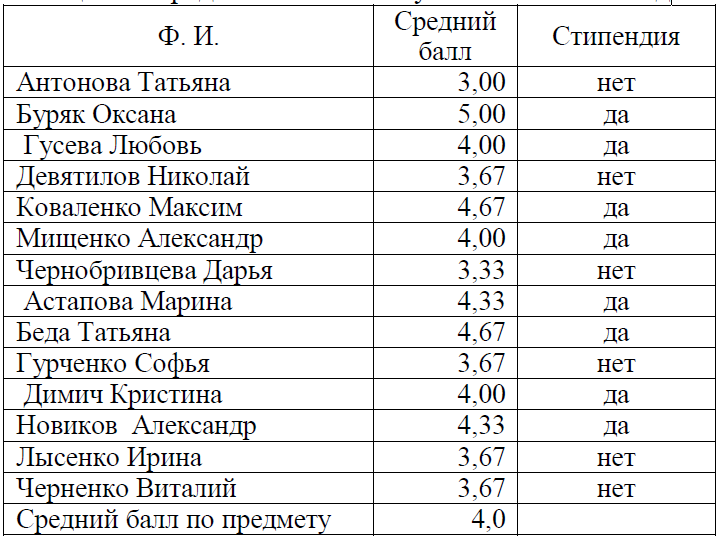 Ф. И. Средний балл Стипендия
Антонова Татьяна 3,00 нет
Буряк Оксана 5,00 да
Гусева Любовь 4,00 да
Девятилов Николай 3,67 нет
Коваленко Максим 4,67 да
Мищенко Александр 4,00 да
Чернобривцева Дарья 3,33 нет
Астапова Марина 4,33 да
Беда Татьяна 4,67 да
Гурченко Софья 3,67 нет
Димич Кристина 4,00 да
Новиков Александр 4,33 да
Лысенко Ирина 3,67 нет
Черненко Виталий 3,67 нет
Средний балл по предмету 4,0